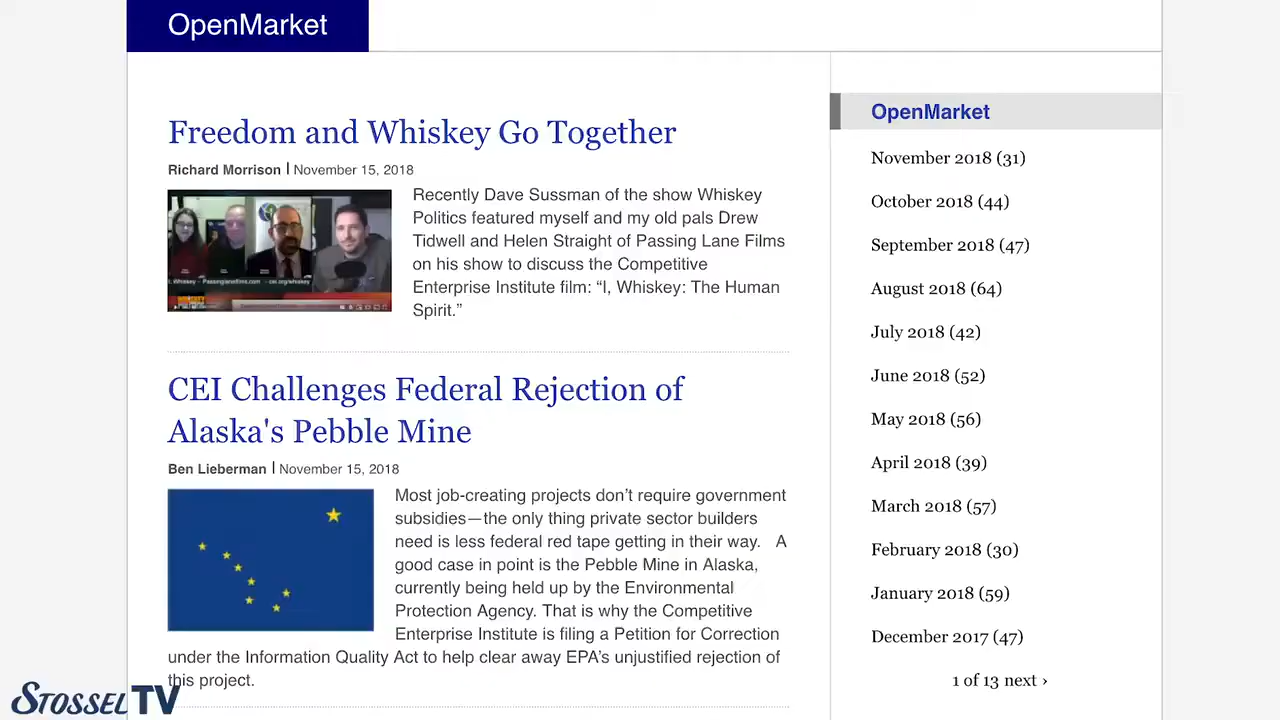 OpenMarket
Freedom and Whiskey Go Together
Richard Morrison | November 15, 2018
Recently Dave Sussman of the show Whiskey
Politics featured myself and my old pals Drew
Tidwell and Helen Straight of Passing Lane Films
on his show to discuss the Competitive
Enterprise Institute film: “I, Whiskey: The Human
Spirit.”
I, Whiskey – Passinglanefilms.com - cei.org/whiskey
CEI Challenges Federal Rejection of
Alaska's Pebble Mine
Ben Lieberman | November 15, 2018
Most job-creating projects don’t require government
subsidies—the only thing private sector builders
need is less federal red tape getting in their way. A
good case in point is the Pebble Mine in Alaska,
currently being held up by the Environmental
Protection Agency. That is why the Competitive
Enterprise Institute is filing a Petition for Correction
under the Information Quality Act to help clear away EPA’s unjustified rejection of
this project.
OpenMarket
November 2018 (31)
October 2018 (44)
September 2018 (47)
August 2018 (64)
July 2018 (42)
June 2018 (52)
May 2018 (56)
April 2018 (39)
March 2018 (57)
February 2018 (30)
January 2018 (59)
December 2017 (47)
1 of 13 next ›
STOSSEL TV